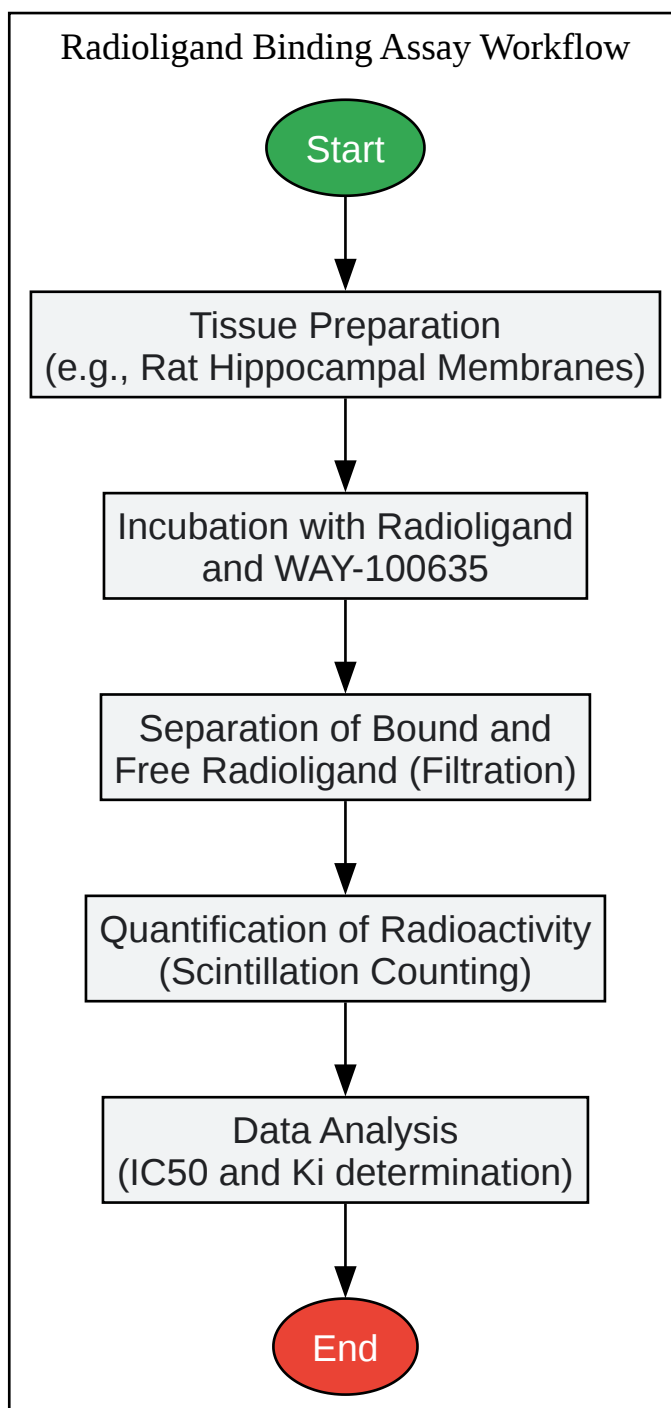 Radioligand Binding Assay Workflow
Start
Tissue Preparation
(e.g., Rat Hippocampal Membranes)
Incubation with Radioligand
and WAY-100635
Separation of Bound and
Free Radioligand (Filtration)
Quantification of Radioactivity
(Scintillation Counting)
Data Analysis
(IC50 and Ki determination)
End